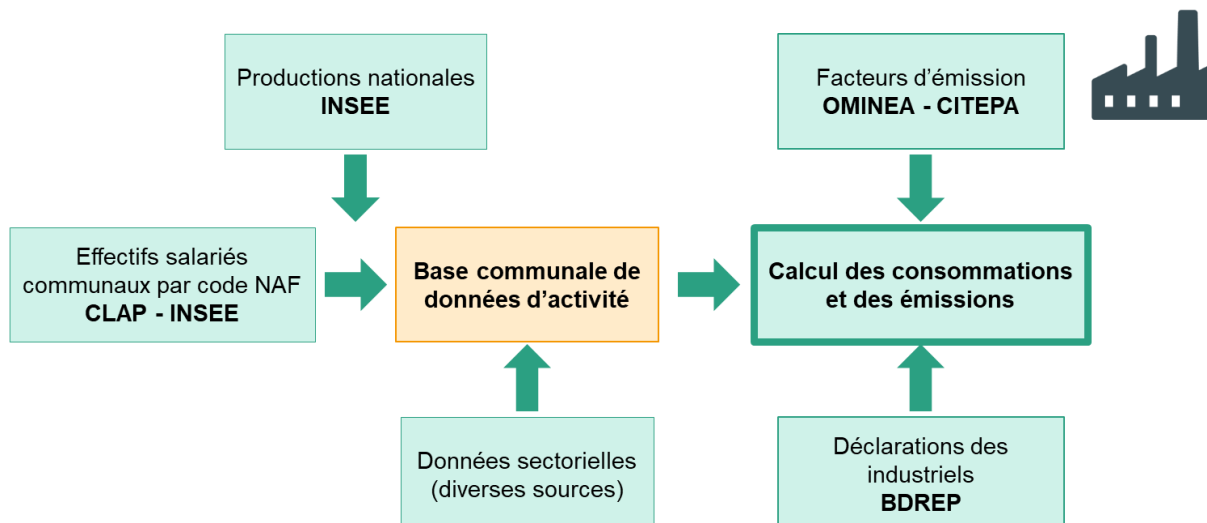 Productions nationales
INSEE
Facteurs d’émission
OMINEA - CITEPA
Effectifs salariés
communaux par code NAF
CLAP - INSEE
Base communale de
données d’activité
Calcul des consommations
et des émissions
Données sectorielles
(diverses sources)
Déclarations des
industriels
BDREP